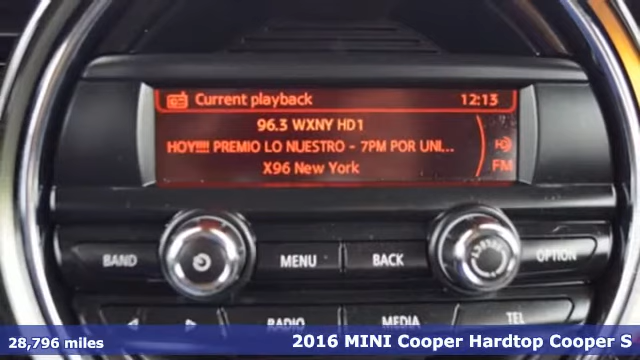 Current playback 12:13
96.3 WXNY HD1
HOY!!!! PREMIO LO NUESTRO - 7PM POR UNI...
X96 New York
HD
FM
BAND MENU BACK OPTION
RADIO MEDIA TEL
28,796 miles 2016 MINI Cooper Hardtop Cooper S